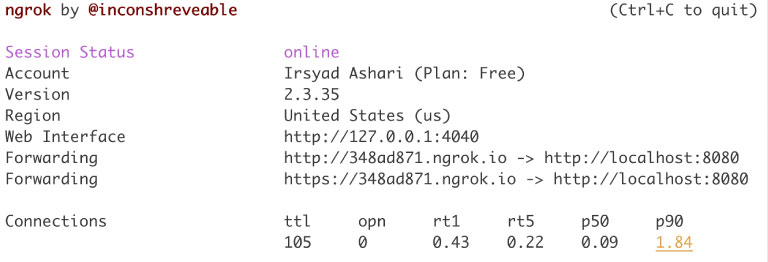 ngrok by @inconshreveable (Ctrl+C to quit)
Session Status online
Account Irsyad Ashari (Plan: Free)
Version 2.3.35
Region United States (us)
Web Interface http://127.0.0.1:4040
Forwarding http://348ad871.ngrok.io -> http://localhost:8080
Forwarding https://348ad871.ngrok.io -> http://localhost:8080
Connections ttl opn rt1 rt5 p50 p90
105 0 0.43 0.22 0.09 1.84